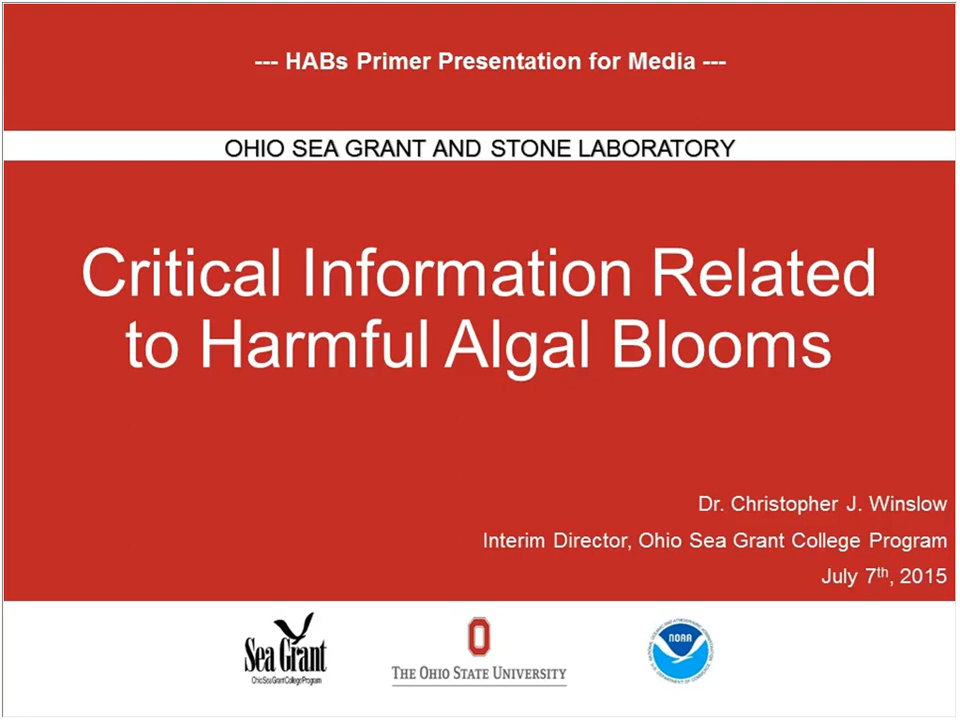 --- HABs Primer Presentation for Media ---
OHIO SEA GRANT AND STONE LABORATORY
Critical Information Related
to Harmful Algal Blooms
Dr. Christopher J. Winslow
Interim Director, Ohio Sea Grant College Program
July 7th, 2015
Sea Grant
Ohio Sea Grant College Program
THE OHIO STATE UNIVERSITY
NOAA